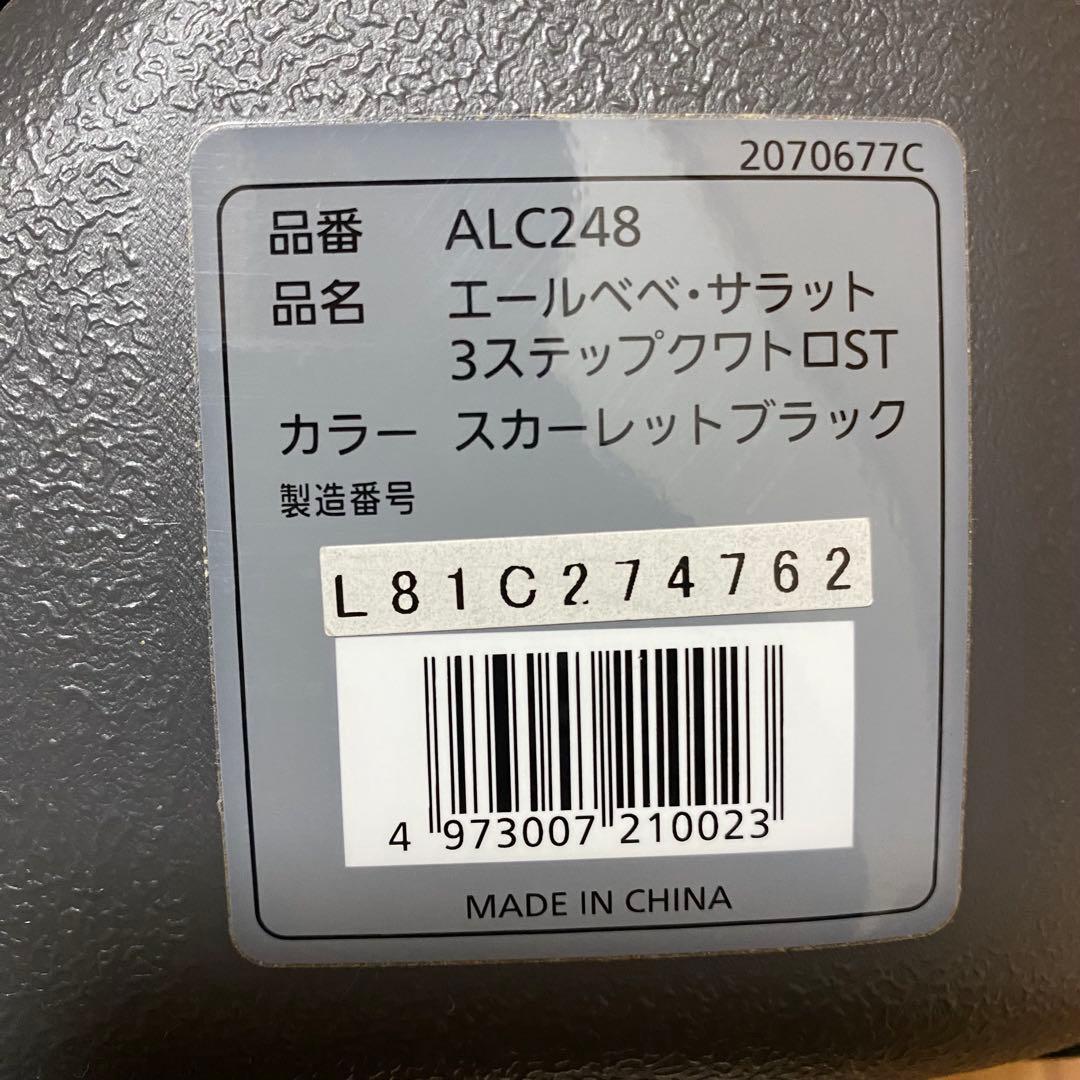 2070677C
品番 ALC248
品名 エールベベ・サラット
3ステップクワトロST
カラー スカーレットブラック
製造番号
L81C274762
4 973007 210023
MADE IN CHINA